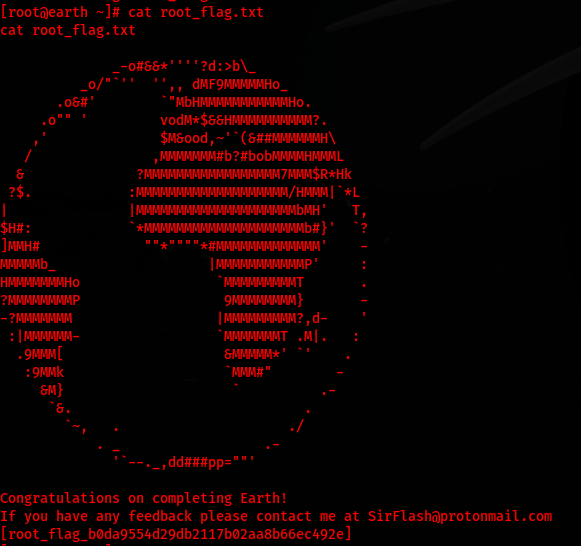 [root@earth ~]# cat root_flag.txt
cat root_flag.txt

              _-o#&&*''''?d:>b\_
          _o/"`''  '',, dMF9MMMMMHo_
       .o&#'        `"MbHMMMMMMMMMMMHo.
     .o"" '         vodM*$&&HMMMMMMMMMM?.
    ,'              $M&ood,~'`(&##MMMMMMH\
   /               ,MMMMMMM#b?#bobMMMMHMMML
  &              ?MMMMMMMMMMMMMMMMM7MMM$R*Hk
 ?$.            :MMMMMMMMMMMMMMMMMMM/HMMM|`*L
|               |MMMMMMMMMMMMMMMMMMMMbMH'   T,
$H#:            `*MMMMMMMMMMMMMMMMMMMMb#}'  `?
]MMH#             ""*""""*#MMMMMMMMMMMMM'    -
MMMMMb_                   |MMMMMMMMMMMP'     :
HMMMMMMMHo                 `MMMMMMMMMT       .
?MMMMMMMMP                  9MMMMMMMM}       -
-?MMMMMMM                  |MMMMMMMMM?,d-    '
 :|MMMMMM-                 `MMMMMMMT .M|.   :
  .9MMM[                    &MMMMM*' `'    .
   :9MMk                    `MMM#"        -
     &M}                     `          .-
      `&.                             .
        `~,   .                     ./
            . _                  .-
              '`--._,dd###pp=""'

Congratulations on completing Earth!
If you have any feedback please contact me at SirFlash@protonmail.com
[root_flag_b0da9554d29db2117b02aa8b66ec492e]